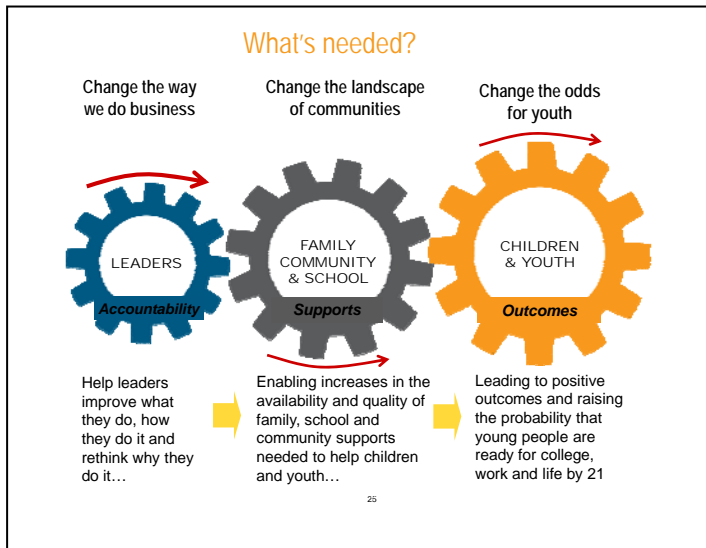 What's needed?
Change the way
we do business
Change the landscape
of communities
Change the odds
for youth
LEADERS
Accountability
FAMILY
COMMUNITY
& SCHOOL
Supports
CHILDREN
& YOUTH
Outcomes
Help leaders
improve what
they do, how
they do it and
rethink why they
do it…
Enabling increases in the
availability and quality of
family, school and
community supports
needed to help children
and youth…
Leading to positive
outcomes and raising
the probability that
young people are
ready for college,
work and life by 21
25